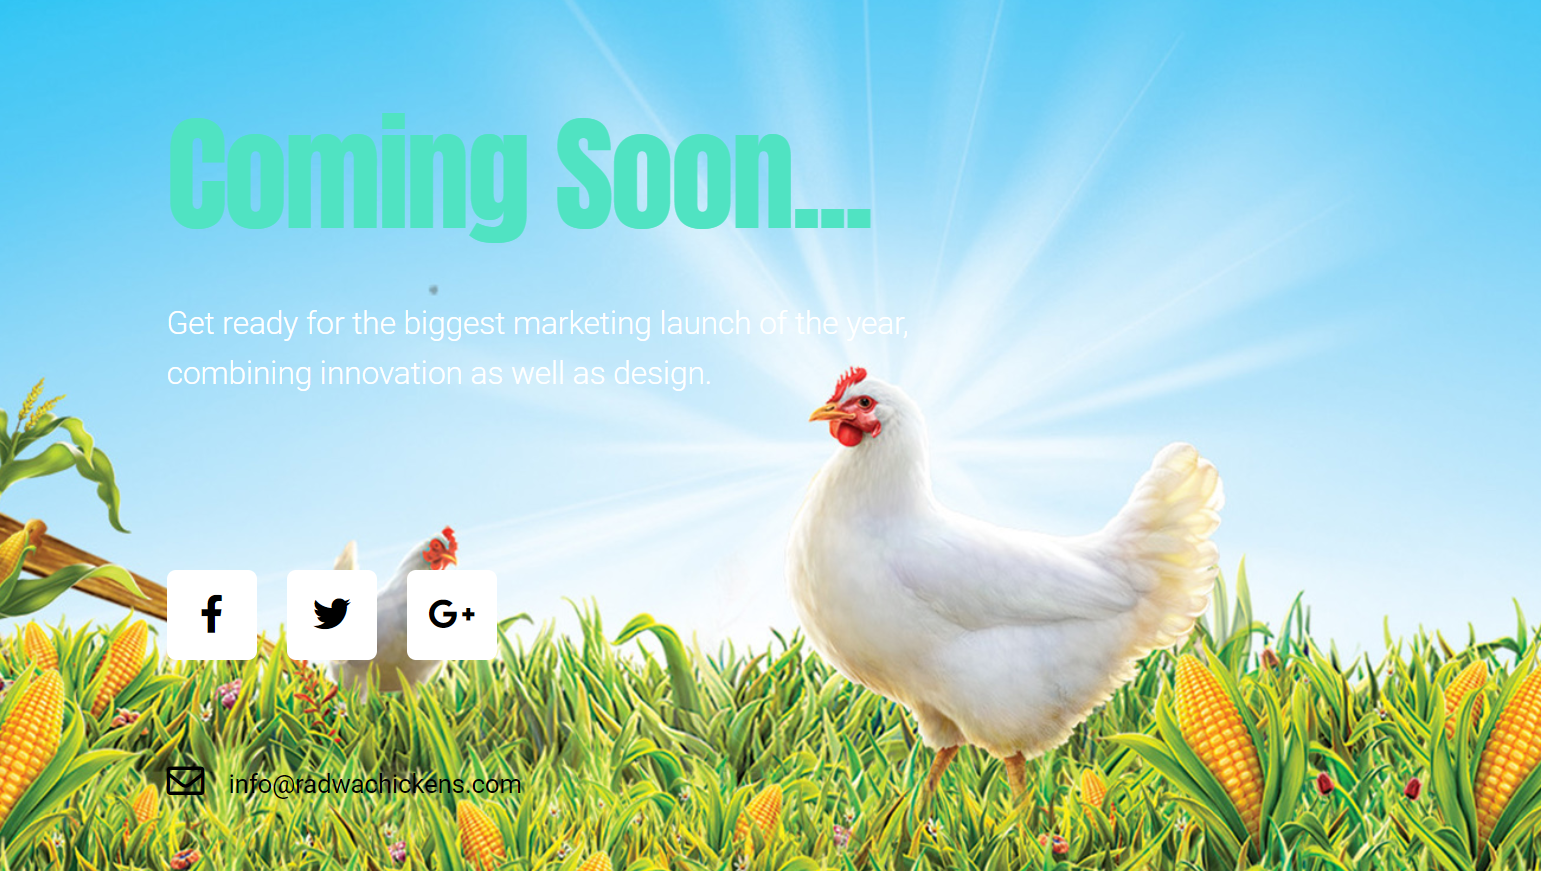 Coming Soon...
Get ready for the biggest marketing launch of the year,
combining innovation as well as design.
G+
info@radwachickens.com